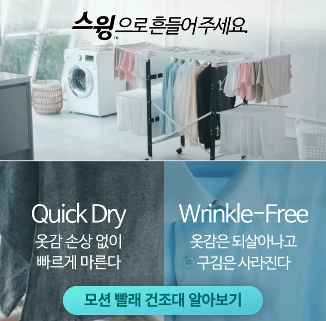 스윙으로 흔들어 주세요.
Quick Dry
옷감 손상 없이
빠르게 마른다
Wrinkle-Free
옷감은 되살아나고
구김은 사라진다
모션 빨래 건조대 알아보기